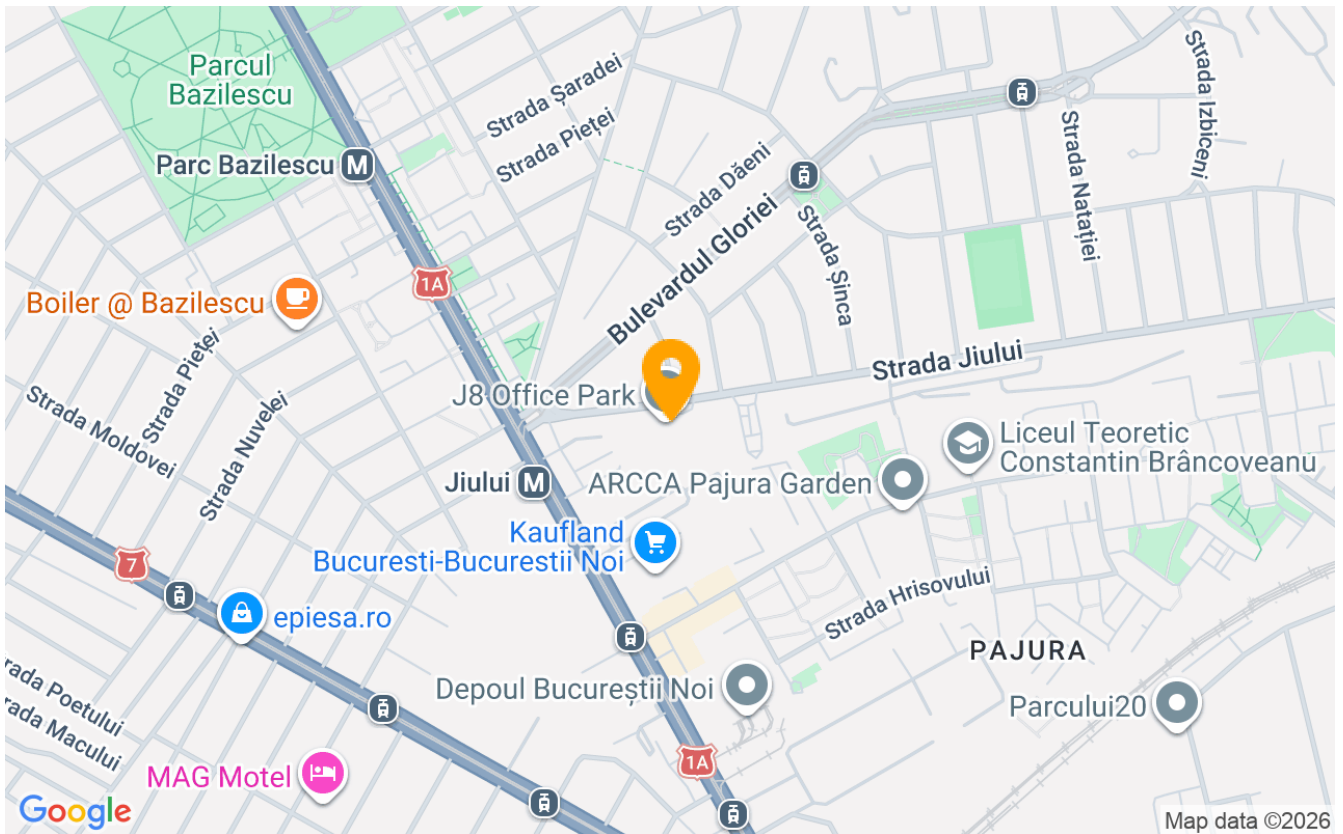 Parcul
Bazilescu
Strada Șaradei
Strada Pieței
Strada Izbiceni
Strada Natației
Parc Bazilescu M
Strada Dăeni
Bulevardul Gloriei
Strada Șinca
1A
Boiler @ Bazilescu
Strada Pieței
Strada Nuvelei
Strada Moldovei
Strada Jiului
J8 Office Park
Liceul Teoretic
Constantin Brâncoveanu
Jiului M
ARCCA Pajura Garden
Kaufland
Bucuresti-Bucurestii Noi
7
epiesa.ro
Strada Hrisovului
PAJURA
Depoul Bucureștii Noi
Parcului20
rada Poetului
rada Macului
MAG Motel
1A
Google
Map data ©2026